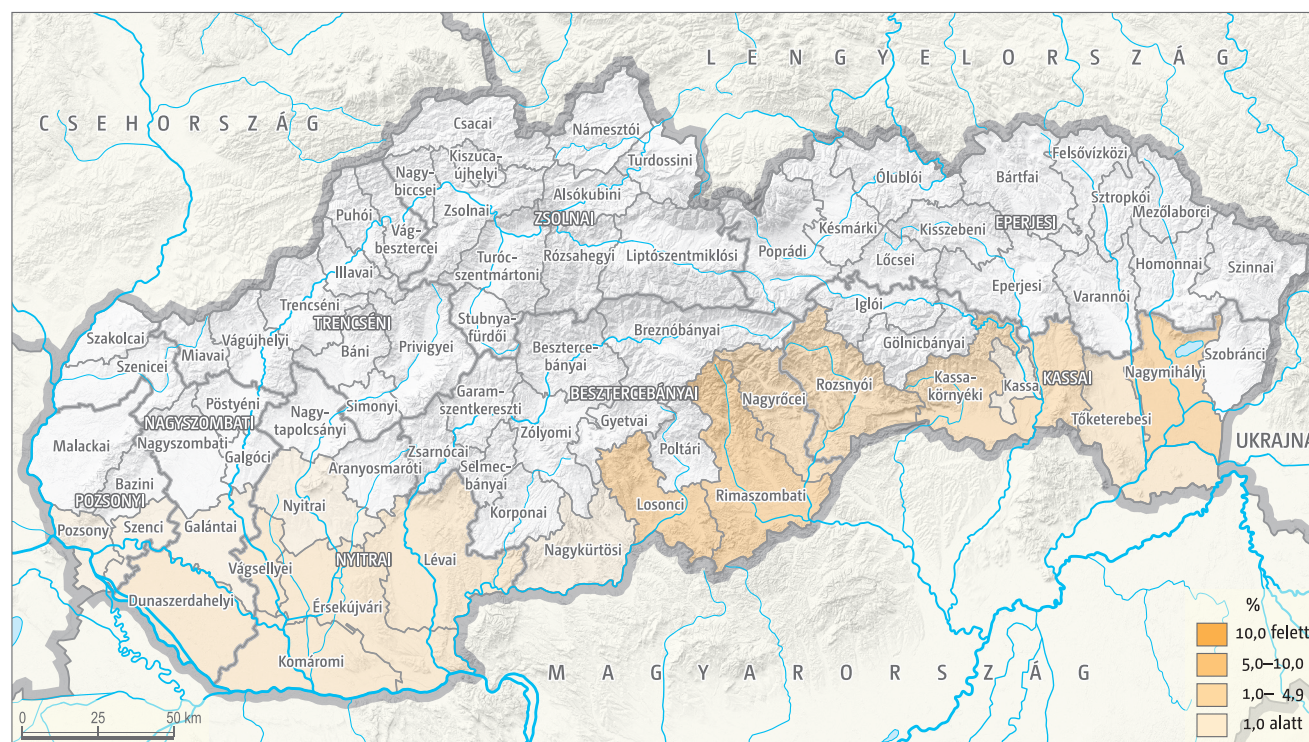 LENGYELORSZÁG
CSEHORSZÁG
Csacai
Námesztói
Kiszuca-
újhelyi
Turdossini
Felsővízközi
Nagy-
biccsei
Alsókubini
Ólublói
Bártfai
Sztropkói
Puhói
Zsolnai
ZSOLNAI
Mezőlaborci
Vág-
besztercei
Késmárki
Kisszebeni
EPERJESI
Turóc-
szentmártoni
Rózsahegyi
Liptószentmiklósi
Poprádi
Lőcsei
Homonnai
Szinnai
Illavai
Eperjesi
Varannói
Trencséni
TRENCSÉNI
Stubnya-
fürdői
Iglói
Szakolcai
Szenicei
Miavai
Vágújhelyi
Báni
Privigyei
Beszterce-
bányai
Breznóbányai
Gölnicbányai
Szobránci
Nagymihályi
Kassa-
környéki
Kassa
KASSAI
Rozsnyói
Nagyrőcei
BESZTERCEBÁNYAI
Garam-
szentkereszti
Simonyi
Pöstyéni
Nagy-
tapolcsányi
NAGYSZOMBATI
Nagyszombati
Galgóci
Malackai
Gyetvai
Zólyomi
Poltári
Tőketerebesi
UKRAJNA
Zsarnócai
Aranyosmaróti
Selmec-
bányai
Bazini
POZSONYI
Nyitrai
Korponai
Losonci
Rimaszombati
Pozsony
Szenci
Galántai
Nagykürtösi
NYITRAI
Lévai
Vágsellyei
Dunaszerdahelyi
Érsekújvári
Komáromi
MAGYARORSZÁG
%
10,0 felett
5,0–10,0
1,0– 4,9
1,0 alatt
0 25 50 km